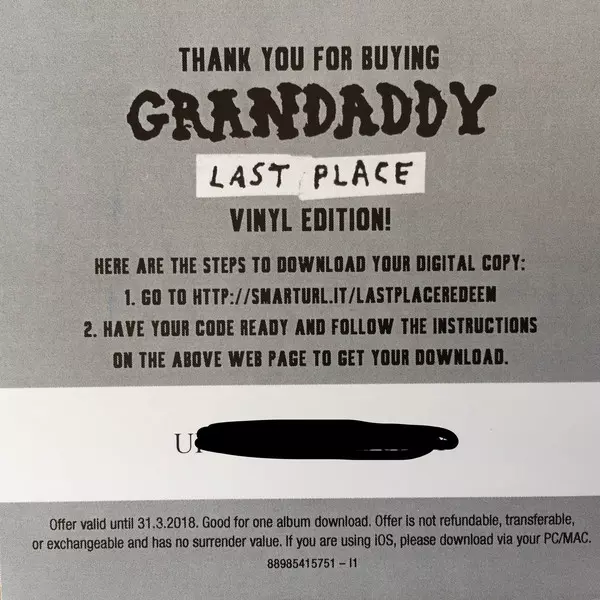 THANK YOU FOR BUYING
GRANDADDY
LAST PLACE
VINYL EDITION!
HERE ARE THE STEPS TO DOWNLOAD YOUR DIGITAL COPY:
1. GO TO HTTP://SMARTURL.IT/LASTPLACEREDEEM
2. HAVE YOUR CODE READY AND FOLLOW THE INSTRUCTIONS
ON THE ABOVE WEB PAGE TO GET YOUR DOWNLOAD.
U
Offer valid until 31.3.2018. Good for one album download. Offer is not refundable, transferable,
or exchangeable and has no surrender value. If you are using iOS, please download via your PC/MAC.
88985415751 – I1